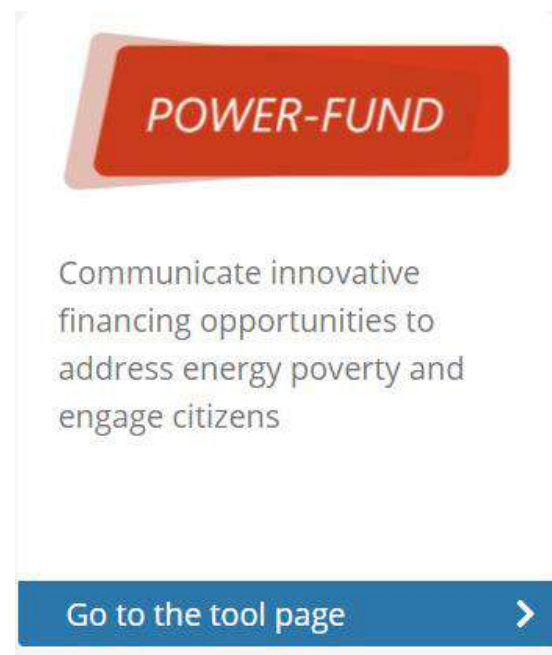 POWER-FUND
Communicate innovative
financing opportunities to
address energy poverty and
engage citizens
Go to the tool page